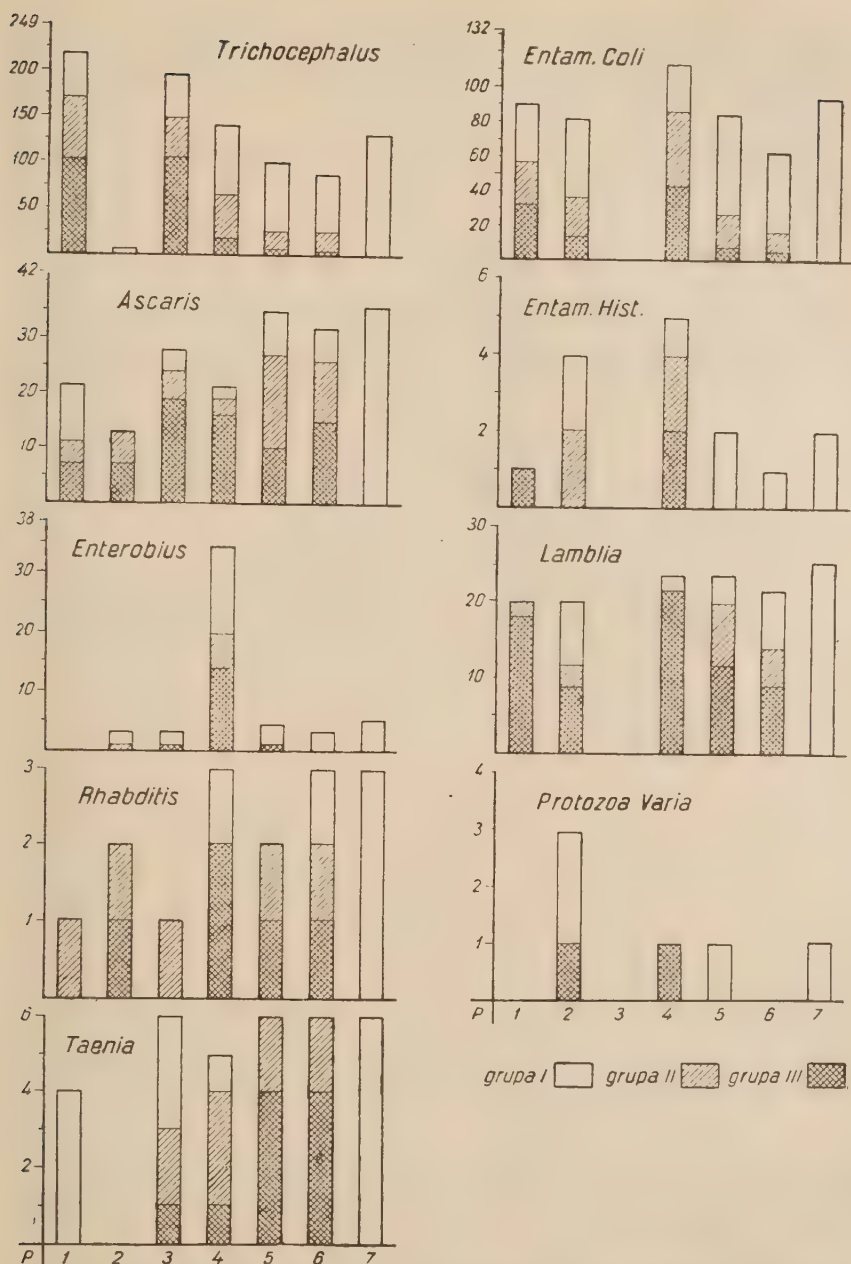 Trichocephalus
249
200
150
100
50
Ascaris
42
30
20
10
Enterobius
38
30
20
10
Rhabditis
3
2
1
Taenia
6
4
2
P 1 2 3 4 5 6 7
Entam. Coli
132
100
80
60
40
20
Entam. Hist.
6
4
2
Lamblia
30
20
10
Protozoa Varia
4
3
2
1
P 1 2 3 4 5 6 7
grupa I grupa II grupa III